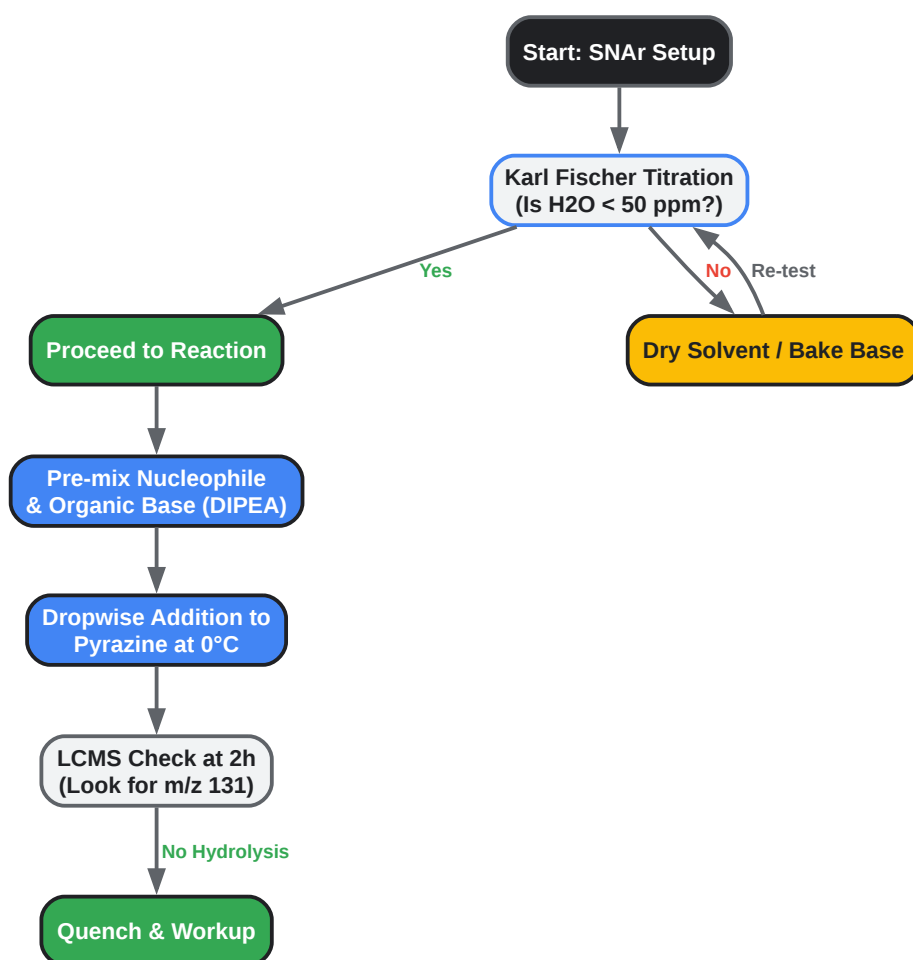 Start: SNAr Setup
Karl Fischer Titration
(Is H2O < 50 ppm?)
Yes
No
Re-test
Proceed to Reaction
Dry Solvent / Bake Base
Pre-mix Nucleophile
& Organic Base (DIPEA)
Dropwise Addition to
Pyrazine at 0°C
LCMS Check at 2h
(Look for m/z 131)
No Hydrolysis
Quench & Workup